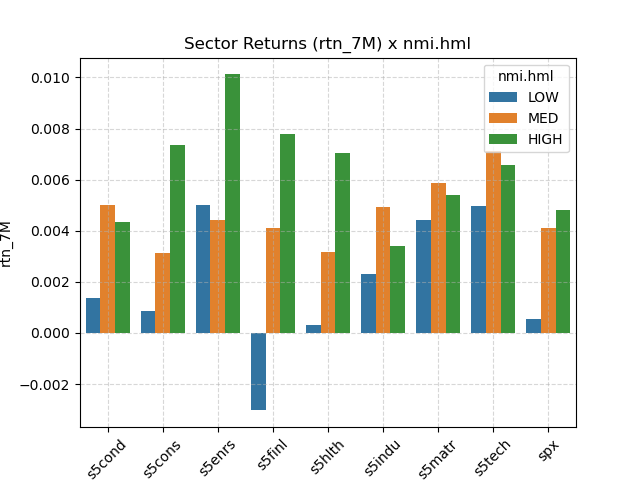 Sector Returns (rtn_7M) x nmi.hml
rtn_7M
0.010
0.008
0.006
0.004
0.002
0.000
−0.002
nmi.hml
LOW
MED
HIGH
s5cond
s5cons
s5enrs
s5finl
s5hlth
s5indu
s5matr
s5tech
spx